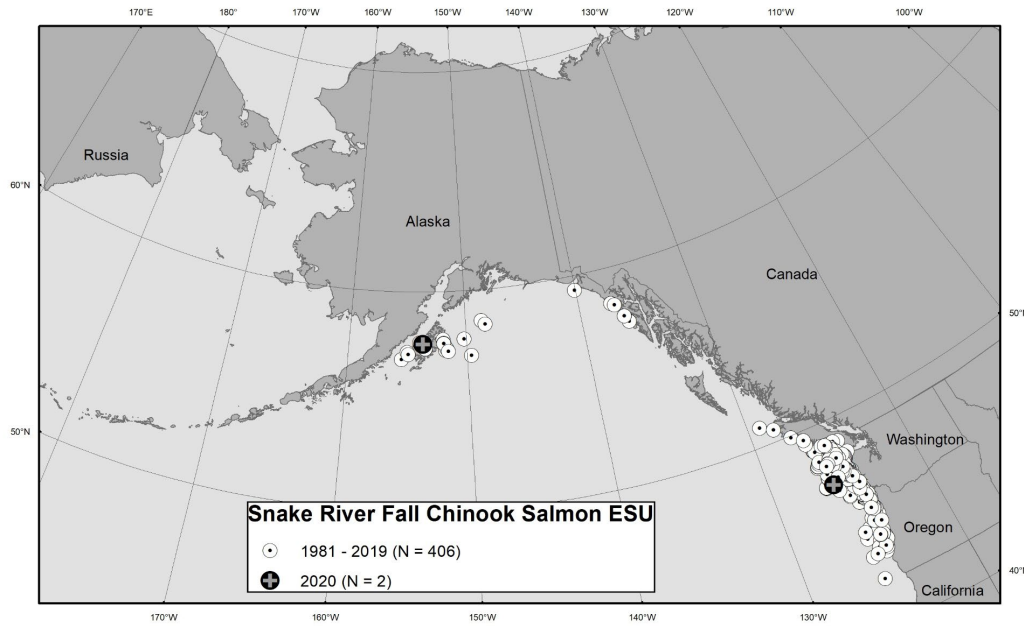 170°E 180° 170°W 160°W 150°W 140°W 130°W 120°W 110°W 100°W
Russia
60°N
Alaska
Canada
50°N
50°N
Washington
Snake River Fall Chinook Salmon ESU
Oregon
1981 - 2019 (N = 406)
40°N
2020 (N = 2)
California
170°W 160°W 150°W 140°W 130°W